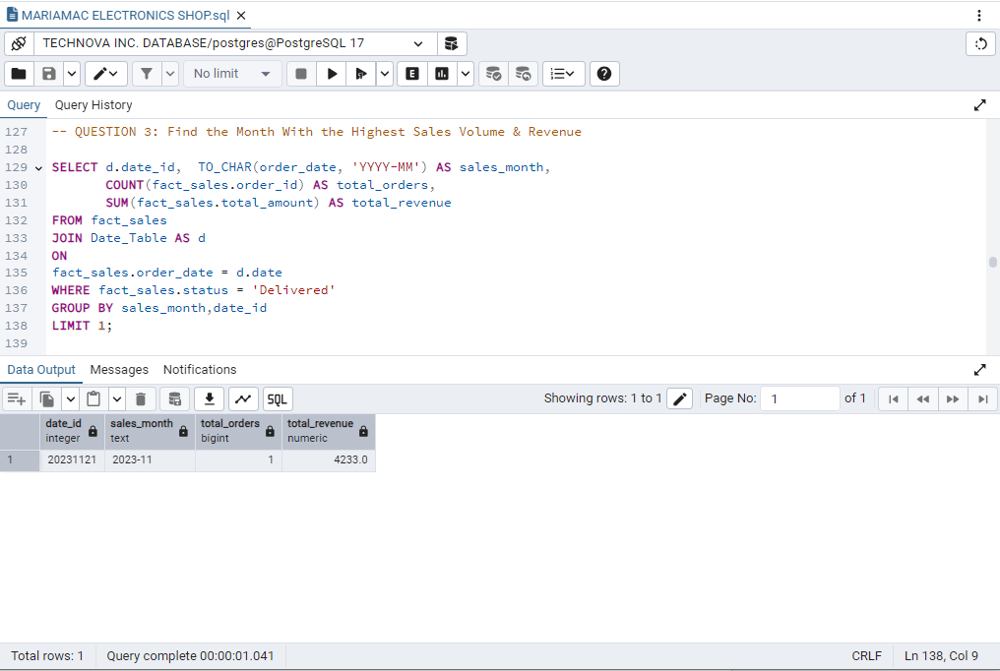 MARIAMAC ELECTRONICS SHOP.sql
TECHNOVA INC. DATABASE/postgres@PostgreSQL 17
No limit
E
Query Query History
127 -- QUESTION 3: Find the Month With the Highest Sales Volume & Revenue
128
129 SELECT d.date_id,  TO_CHAR(order_date, 'YYYY-MM') AS sales_month,
130 COUNT(fact_sales.order_id) AS total_orders,
131 SUM(fact_sales.total_amount) AS total_revenue
132 FROM fact_sales
133 JOIN Date_Table AS d
134 ON
135 fact_sales.order_date = d.date
136 WHERE fact_sales.status = 'Delivered'
137 GROUP BY sales_month,date_id
138 LIMIT 1;
139
Data Output Messages Notifications
SQL Showing rows: 1 to 1 Page No: 1 of 1
date_id sales_month total_orders total_revenue
integer text bigint numeric
1 20231121 2023-11 1 4233.0
Total rows: 1 Query complete 00:00:01.041 CRLF Ln 138, Col 9